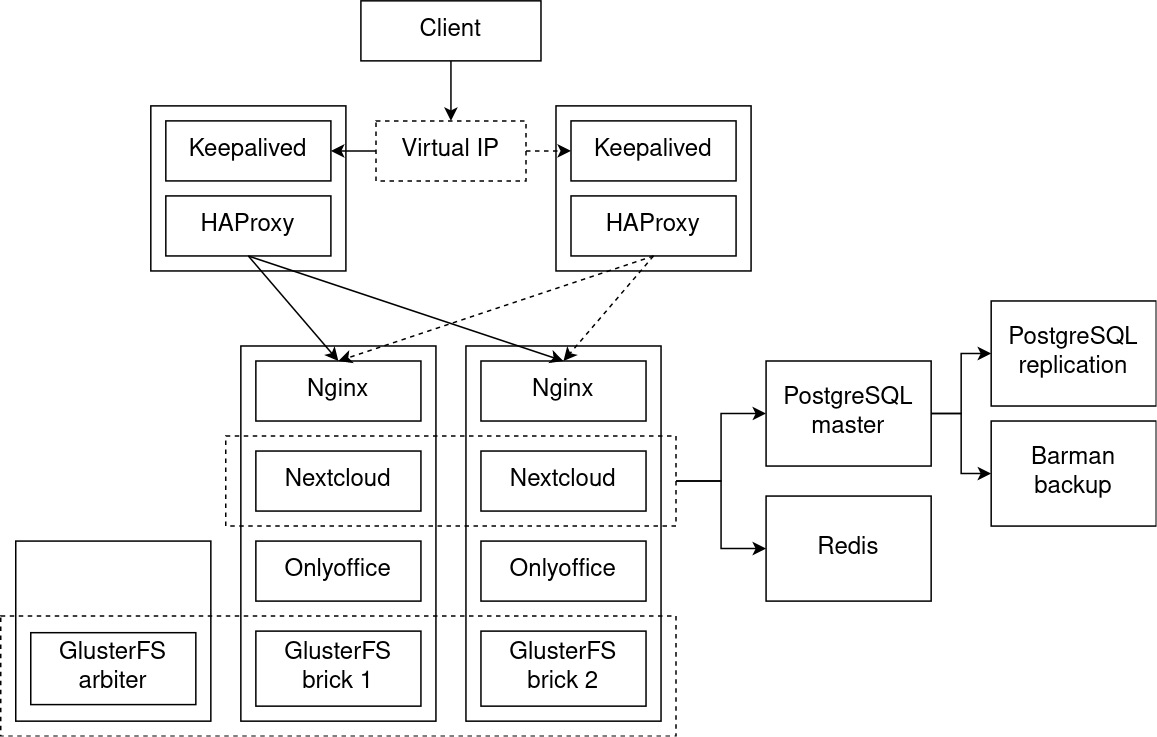 Client
Keepalived
Virtual IP
Keepalived
HAProxy
HAProxy
PostgreSQL
replication
Nginx
Nginx
PostgreSQL
master
Barman
backup
Nextcloud
Nextcloud
Redis
Onlyoffice
Onlyoffice
GlusterFS
arbiter
GlusterFS
brick 1
GlusterFS
brick 2